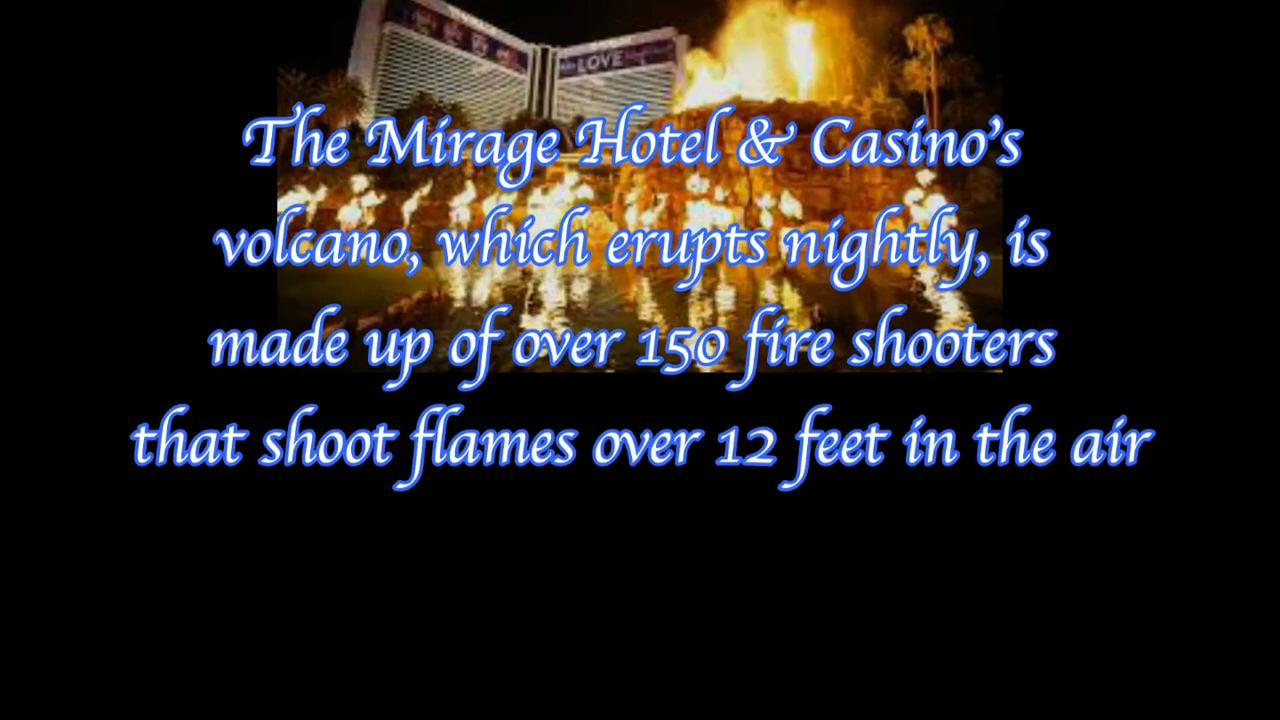 LOVE
The Mirage Hotel & Casino’s
volcano, which erupts nightly, is
made up of over 150 fire shooters
that shoot flames over 12 feet in the air